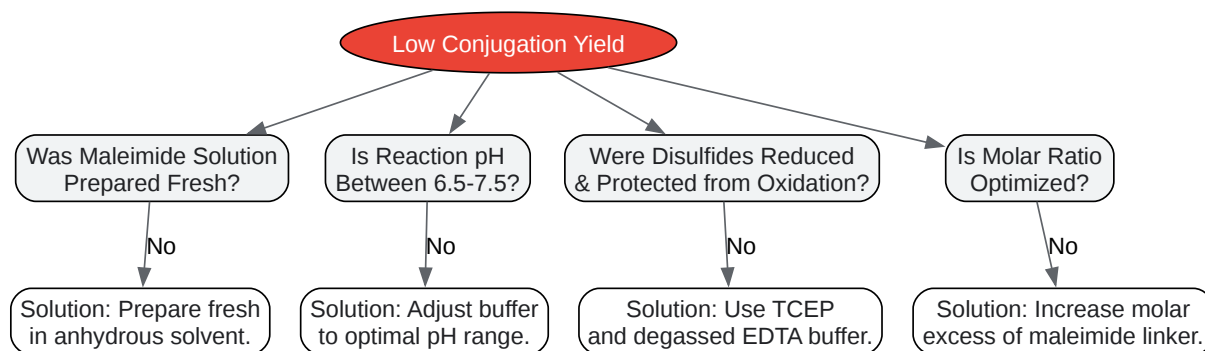 Low Conjugation Yield
Was Maleimide Solution
Prepared Fresh?
Is Reaction pH
Between 6.5-7.5?
Were Disulfides Reduced
& Protected from Oxidation?
Is Molar Ratio
Optimized?
No
No
No
No
Solution: Prepare fresh
in anhydrous solvent.
Solution: Adjust buffer
to optimal pH range.
Solution: Use TCEP
and degassed EDTA buffer.
Solution: Increase molar
excess of maleimide linker.